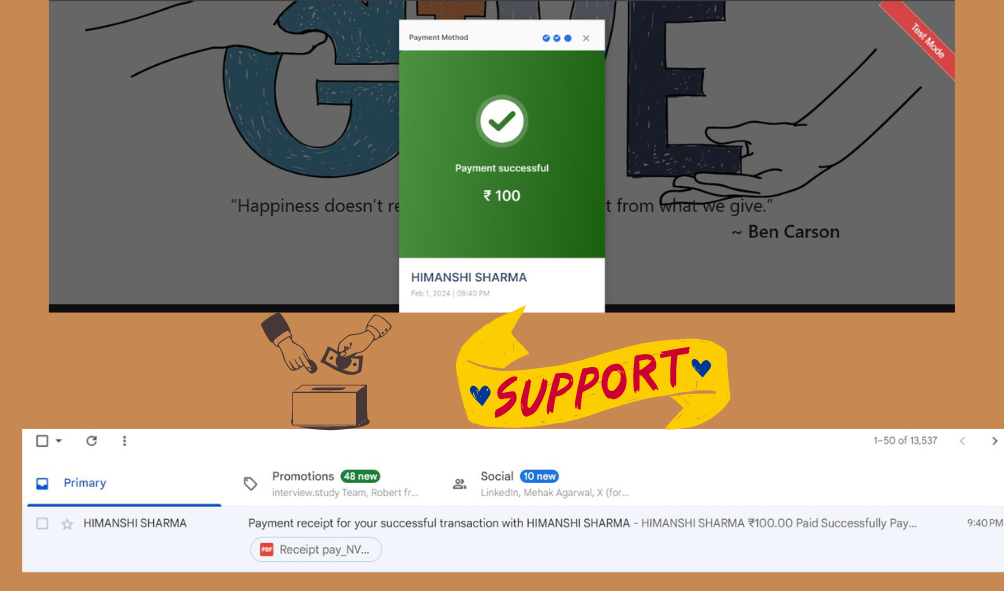 GIVE
Payment Method
Test Mode
Payment successful
₹ 100
"Happiness doesn't re
t from what we give."
~ Ben Carson
HIMANSHI SHARMA
Feb 1, 2024 | 09:40 PM
SUPPORT
1–50 of 13,537
Primary
Promotions 48 new
interview.study Team, Robert fr...
Social 10 new
LinkedIn, Mehak Agarwal, X (for...
HIMANSHI SHARMA Payment receipt for your successful transaction with HIMANSHI SHARMA - HIMANSHI SHARMA ₹100.00 Paid Successfully Pay... 9:40 PM
PDF Receipt pay_NV...